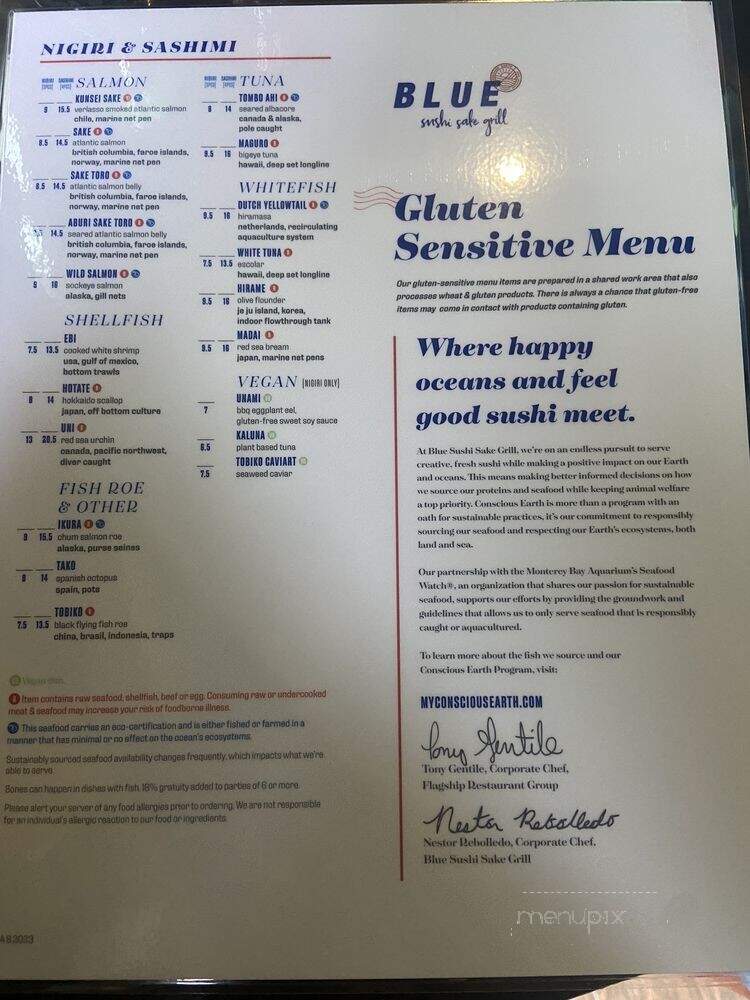 NIGIRI & SASHIMI
NIGIRI [2PCS] SASHIMI [4PCS] SALMON
KUNSEI SAKE
8 15.5 verlasso smoked atlantic salmon
chile, marine net pen
SAKE
8.5 14.5 atlantic salmon
british columbia, faroe islands,
norway, marine net pen
SAKE TORO
8.5 14.5 atlantic salmon belly
british columbia, faroe islands,
norway, marine net pen
ABURI SAKE TORO
14.5 seared atlantic salmon belly
british columbia, faroe islands,
norway, marine net pen
WILD SALMON
9 18 sockeye salmon
alaska, gill nets
SHELLFISH
EBI
7.5 13.5 cooked white shrimp
usa, gulf of mexico,
bottom trawls
HOTATE
8 14 hokkaido scallop
japan, off bottom culture
UNI
13 20.5 red sea urchin
canada, pacific northwest,
diver caught
FISH ROE
& OTHER
IKURA
9 15.5 chum salmon roe
alaska, purse seines
TAKO
8 14 spanish octopus
spain, pots
TOBIKO
7.5 13.5 black flying fish roe
china, brasil, indonesia, traps
NIGIRI [2PCS] SASHIMI [4PCS] TUNA
TOMBO AHI
8 14 seared albacore
canada & alaska,
pole caught
MAGURO
8.5 16 bigeye tuna
hawaii, deep set longline
WHITEFISH
DUTCH YELLOWTAIL
9.5 18 hiramasa
netherlands, recirculating
aquaculture system
WHITE TUNA
7.5 13.5 escolar
hawaii, deep set longline
HIRAME
9.5 18 olive flounder
je ju island, korea,
indoor flowthrough tank
MADAI
9.5 16 red sea bream
japan, marine net pens
VEGAN [NIGIRI ONLY]
UNAMI
7 bbq eggplant eel,
gluten-free sweet soy sauce
KALUNA
8.5 plant based tuna
TOBIKO CAVIART
7.5 seaweed caviar
Vegan item.
Item contains raw seafood, shellfish, beef or egg. Consuming raw or undercooked
meat & seafood may increase your risk of foodborne illness.
This seafood carries an eco-certification and is either fished or farmed in a
manner that has minimal or no effect on the ocean's ecosystems.
Sustainably sourced seafood availability changes frequently, which impacts what we're
able to serve.
Bones can happen in dishes with fish. 18% gratuity added to parties of 6 or more.
Please alert your server of any food allergies prior to ordering. We are not responsible
for an individual's allergic reaction to our food or ingredients.
BLUE
sushi sake grill
Gluten
Sensitive Menu
Our gluten-sensitive menu items are prepared in a shared work area that also
processes wheat & gluten products. There is always a chance that gluten-free
items may come in contact with products containing gluten.
Where happy
oceans and feel
good sushi meet.
At Blue Sushi Sake Grill, we're on an endless pursuit to serve
creative, fresh sushi while making a positive impact on our Earth
and oceans. This means making better informed decisions on how
we source our proteins and seafood while keeping animal welfare
a top priority. Conscious Earth is more than a program with an
oath for sustainable practices, it's our commitment to responsibly
sourcing our seafood and respecting our Earth's ecosystems, both
land and sea.
Our partnership with the Monterey Bay Aquarium's Seafood
Watch®, an organization that shares our passion for sustainable
seafood, supports our efforts by providing the groundwork and
guidelines that allows us to only serve seafood that is responsibly
caught or aquacultured.
To learn more about the fish we source and our
Conscious Earth Program, visit:
MYCONSCIOUSEARTH.COM
Tony Gentile
Tony Gentile, Corporate Chef,
Flagship Restaurant Group
Nestor Rebolledo
Nestor Rebolledo, Corporate Chef,
Blue Sushi Sake Grill
menupix